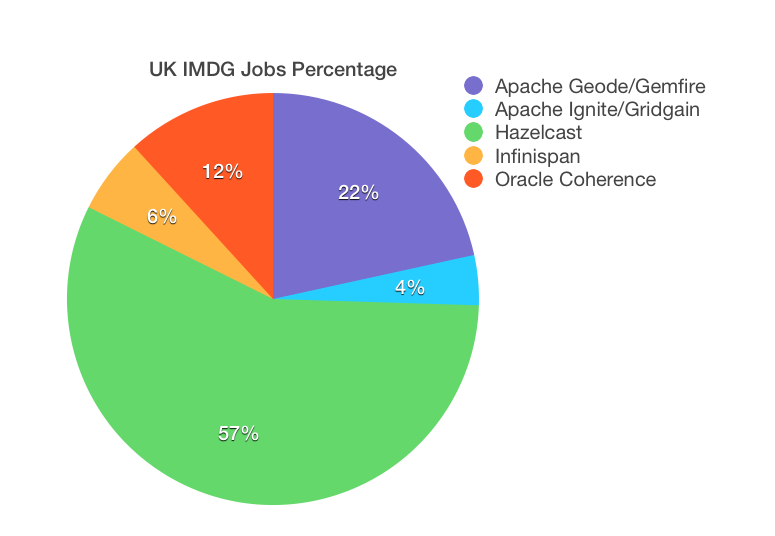 UK IMDG Jobs Percentage
Apache Geode/Gemfire
Apache Ignite/Gridgain
Hazelcast
Infinispan
Oracle Coherence
12%
22%
6%
4%
57%